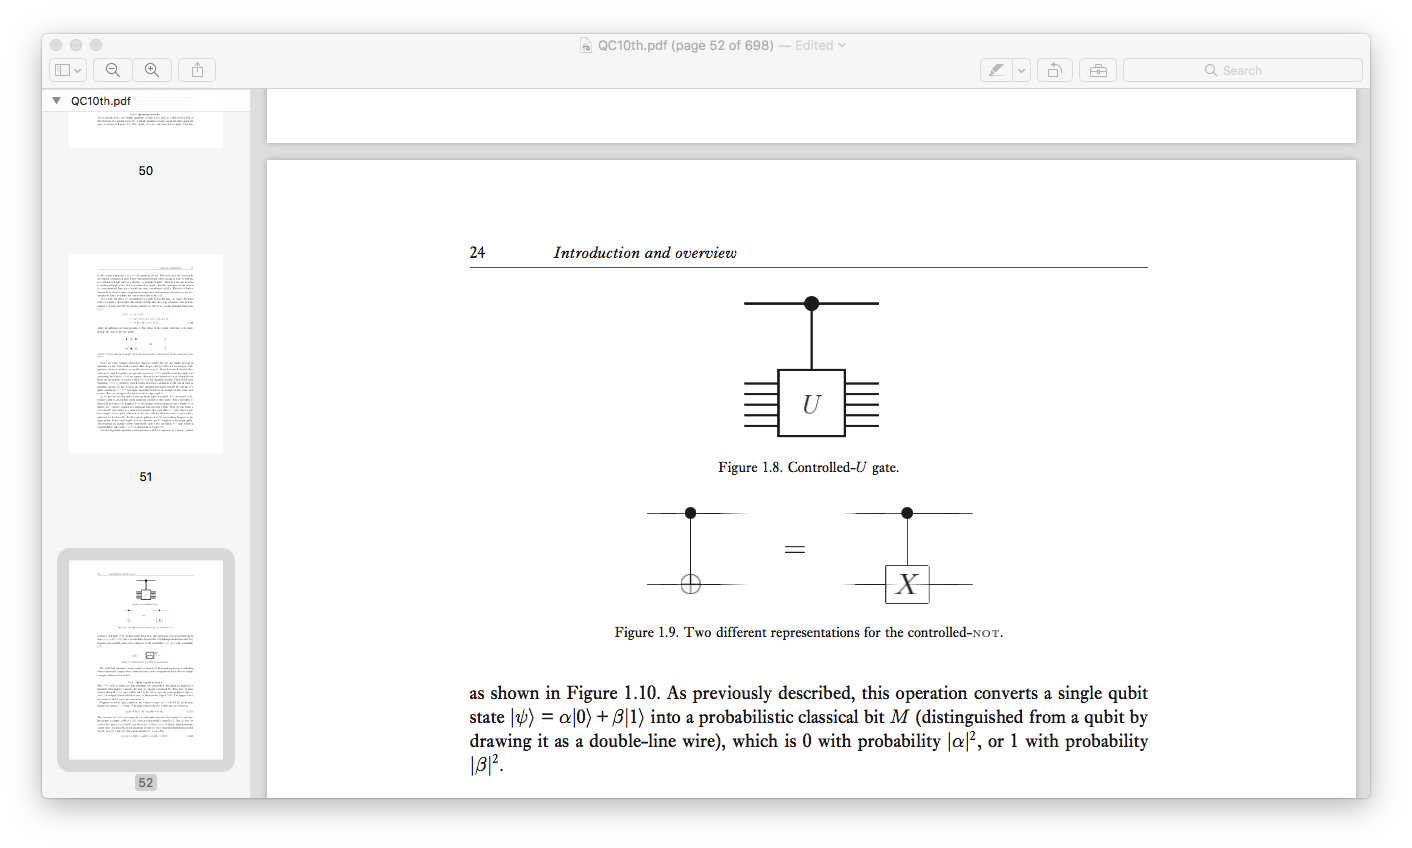 QC10th.pdf (page 52 of 698) — Edited
Search
QC10th.pdf
50
51
52
24 Introduction and overview
U
Figure 1.8. Controlled-U gate.
=
X
Figure 1.9. Two different representations for the controlled-NOT.
as shown in Figure 1.10. As previously described, this operation converts a single qubit
state |ψ⟩ = α|0⟩ + β|1⟩ into a probabilistic classical bit M (distinguished from a qubit by
drawing it as a double-line wire), which is 0 with probability |α|², or 1 with probability
|β|².